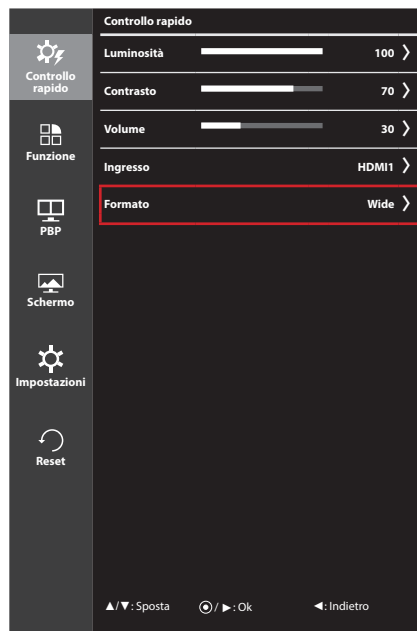 Controllo rapido
Controllo
rapido
Funzione
PBP
Schermo
Impostazioni
Reset
Luminosità 100
Contrasto 70
Volume 30
Ingresso HDMI1
Formato Wide
▲/▼: Sposta ◉/ ►: Ok ◄: Indietro